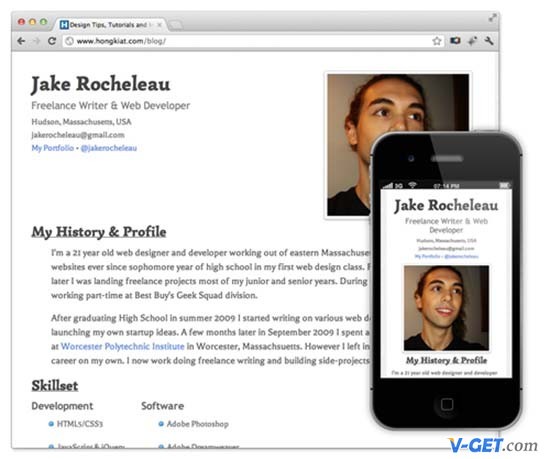 Design Tips, Tutorials and In
www.hongkiat.com/blog/
Jake Rocheleau
Freelance Writer & Web Developer
Hudson, Massachusetts, USA
jakerocheleau@gmail.com
My Portfolio • @jakerocheleau
My History & Profile
I'm a 21 year old web designer and developer working out of eastern Massachuse
websites ever since sophomore year of high school in my first web design class. F
later I was landing freelance projects most of my junior and senior years. During
working part-time at Best Buy's Geek Squad division.
After graduating High School in summer 2009 I started writing on various web de
launching my own startup ideas. A few months later in September 2009 I spent a
at Worcester Polytechnic Institute in Worcester, Massachusetts. However I left in
career on my own. I now work doing freelance writing and building side-projects
Skillset
Development Software
HTML5/CSS3 Adobe Photoshop
JavaScript & jQuery Adobe Dreamweaver
3G 07:14 PM
Jake Rocheleau
Freelance Writer & Web
Developer
Hudson, Massachusetts, USA
jakerocheleau@gmail.com
My Portfolio • @jakerocheleau
My History & Profile
I'm a 21 year old web designer and developer
V-GET.com